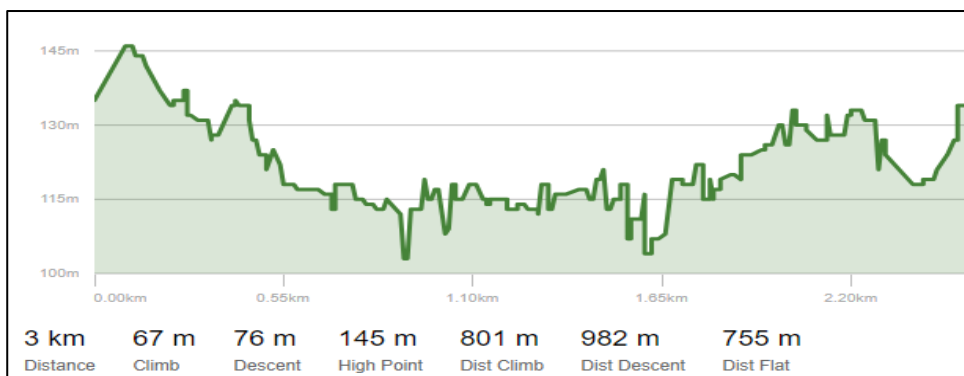 145m
130m
115m
100m
0.00km 0.55km 1.10km 1.65km 2.20km
3 km 67 m 76 m 145 m 801 m 982 m 755 m
Distance Climb Descent High Point Dist Climb Dist Descent Dist Flat